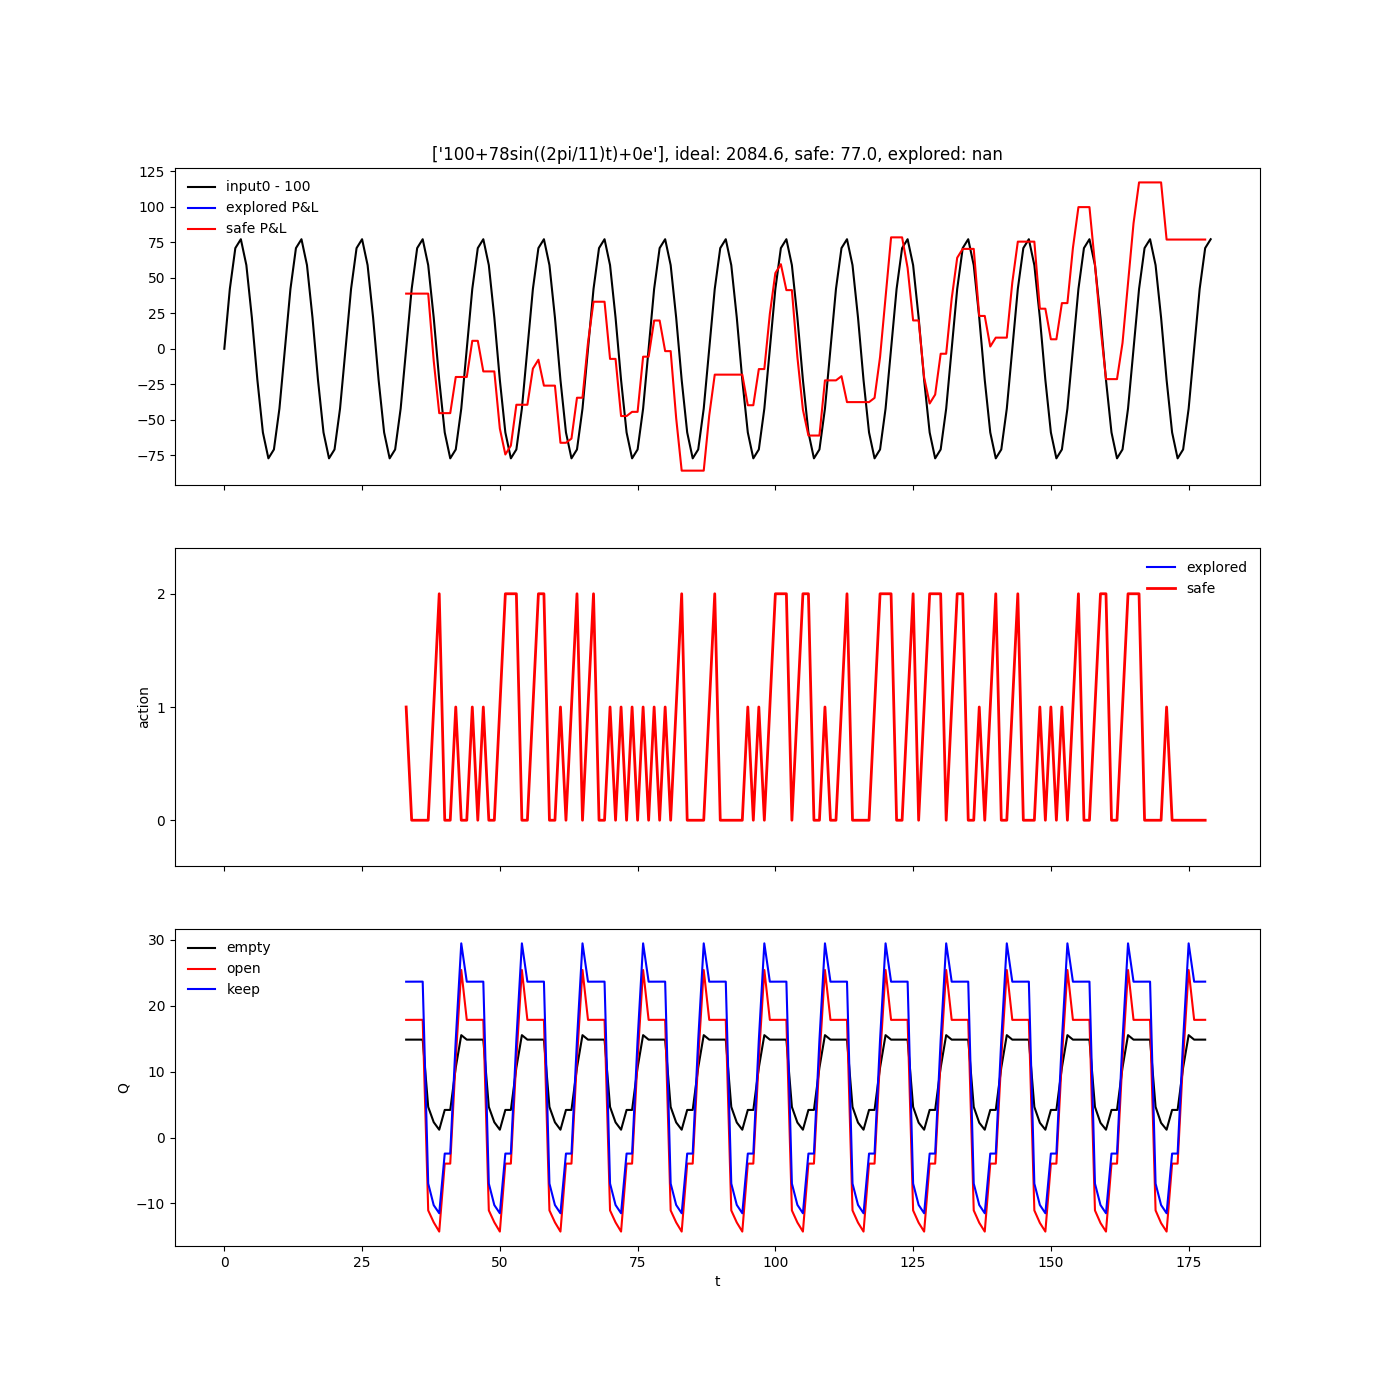 ['100+78sin((2pi/11)t)+0e'], ideal: 2084.6, safe: 77.0, explored: nan
125
100
75
50
25
0
−25
−50
−75
input0 - 100
explored P&L
safe P&L
2
1
0
action
explored
safe
30
20
10
0
−10
Q
empty
open
keep
0 25 50 75 100 125 150 175
t